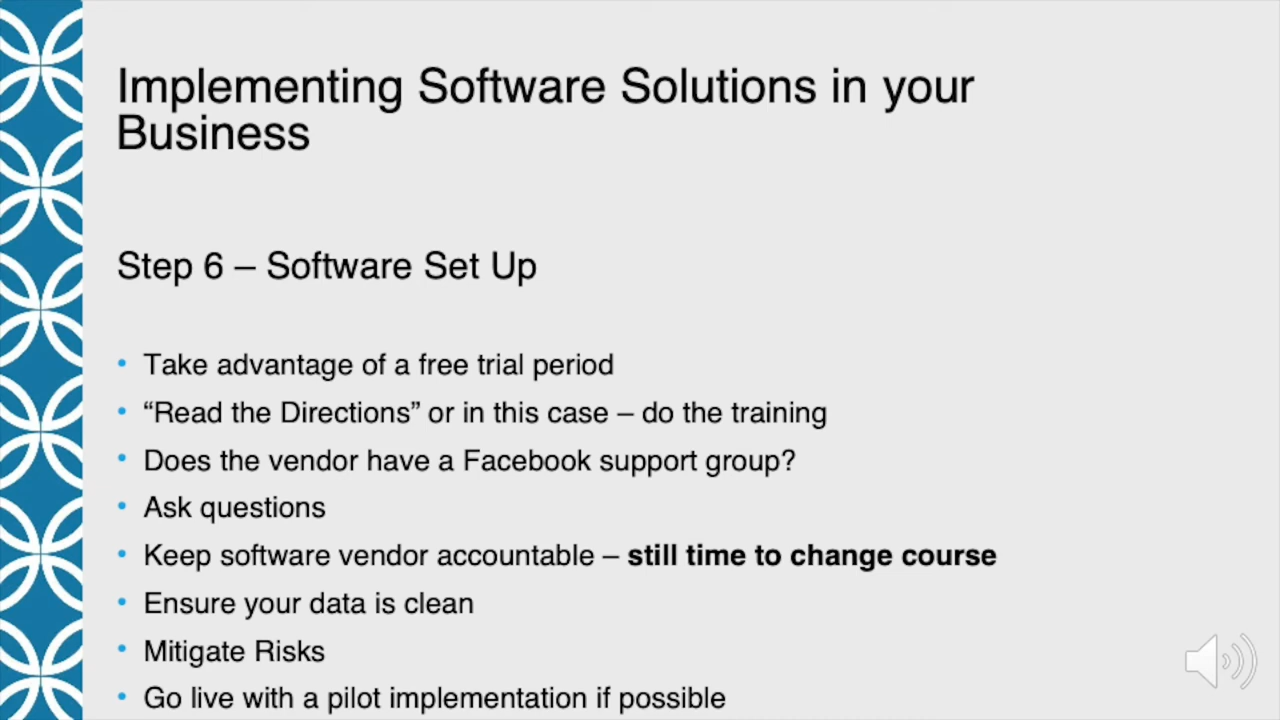 Implementing Software Solutions in your
Business
Step 6 – Software Set Up
• Take advantage of a free trial period
• “Read the Directions” or in this case – do the training
• Does the vendor have a Facebook support group?
• Ask questions
• Keep software vendor accountable – still time to change course
• Ensure your data is clean
• Mitigate Risks
• Go live with a pilot implementation if possible